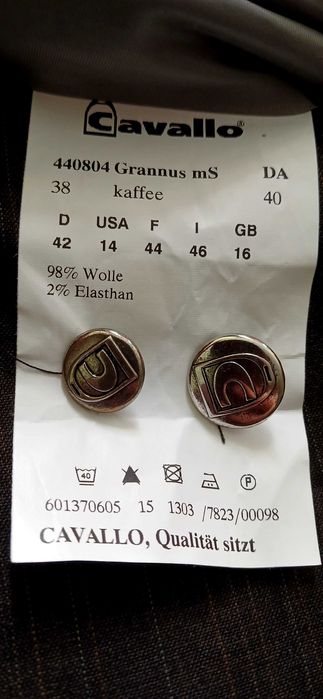 Cavallo®
440804 Grannus mS DA
38 kaffee 40
D USA F I GB
42 14 44 46 16
98% Wolle
2% Elasthan
40 P
601370605 15 1303 /7823/00098
CAVALLO, Qualität sitzt